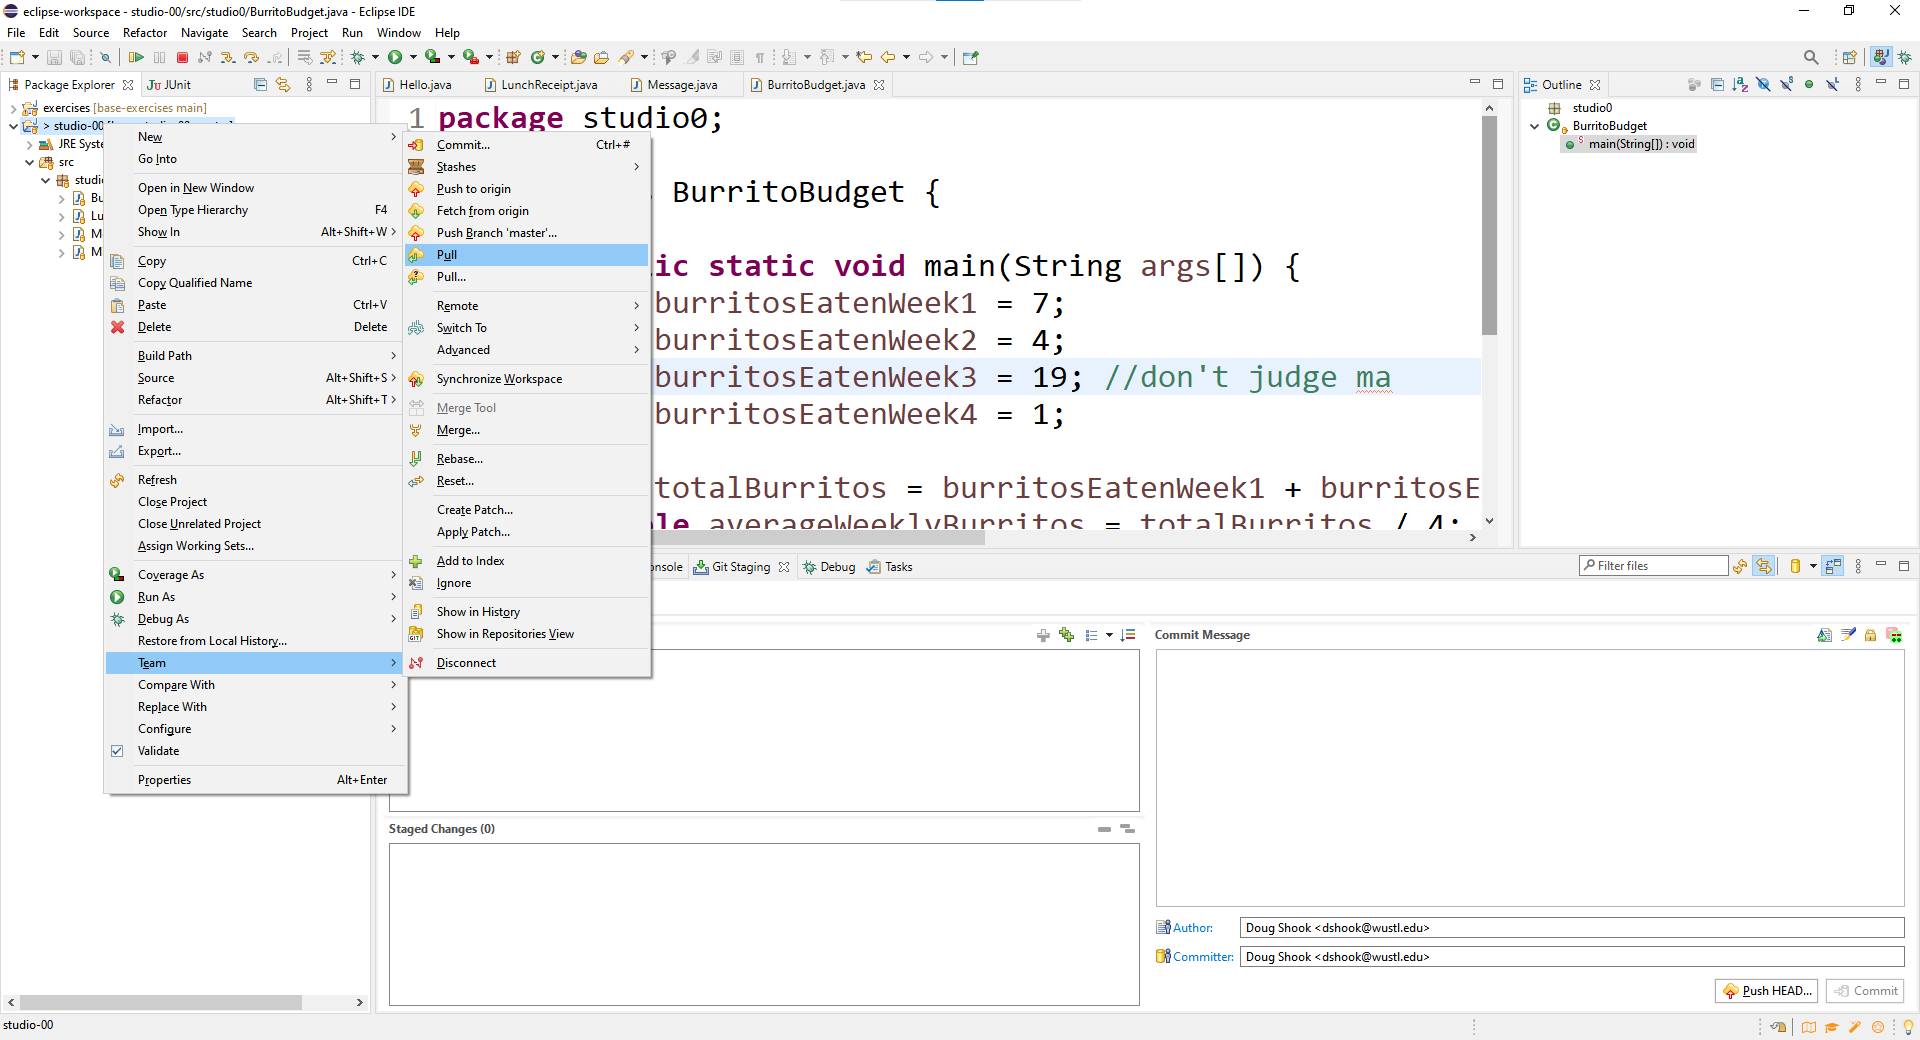 eclipse-workspace - studio-00/src/studio0/BurritoBudget.java - Eclipse IDE
File Edit Source Refactor Navigate Search Project Run Window Help
Package Explorer
JUnit
exercises [base-exercises main]
> studio-00
JRE Syste
src
studio
Bu
Lu
M
M
New
Go Into
Open in New Window
Open Type Hierarchy F4
Show In Alt+Shift+W
Copy Ctrl+C
Copy Qualified Name
Paste Ctrl+V
Delete Delete
Build Path
Source Alt+Shift+S
Refactor Alt+Shift+T
Import...
Export...
Refresh
Close Project
Close Unrelated Project
Assign Working Sets...
Coverage As
Run As
Debug As
Restore from Local History...
Team
Compare With
Replace With
Configure
Validate
Properties Alt+Enter
Commit... Ctrl+#
Stashes
Push to origin
Fetch from origin
Push Branch 'master'...
Pull
Pull...
Remote
Switch To
Advanced
Synchronize Workspace
Merge Tool
Merge...
Rebase...
Reset...
Create Patch...
Apply Patch...
Add to Index
Ignore
Show in History
Show in Repositories View
Disconnect
Hello.java LunchReceipt.java Message.java BurritoBudget.java
1 package studio0;
BurritoBudget {
ic static void main(String args[]) {
burritosEatenWeek1 = 7;
burritosEatenWeek2 = 4;
burritosEatenWeek3 = 19; //don't judge ma
burritosEatenWeek4 = 1;
totalBurritos = burritosEatenWeek1 + burritosE
le averageWeeklyBurritos = totalBurritos / 4;
Outline
studio0
BurritoBudget
main(String[]) : void
onsole Git Staging Debug Tasks
Filter files
Commit Message
Staged Changes (0)
Author: Doug Shook <dshook@wustl.edu>
Committer: Doug Shook <dshook@wustl.edu>
Push HEAD... Commit
studio-00